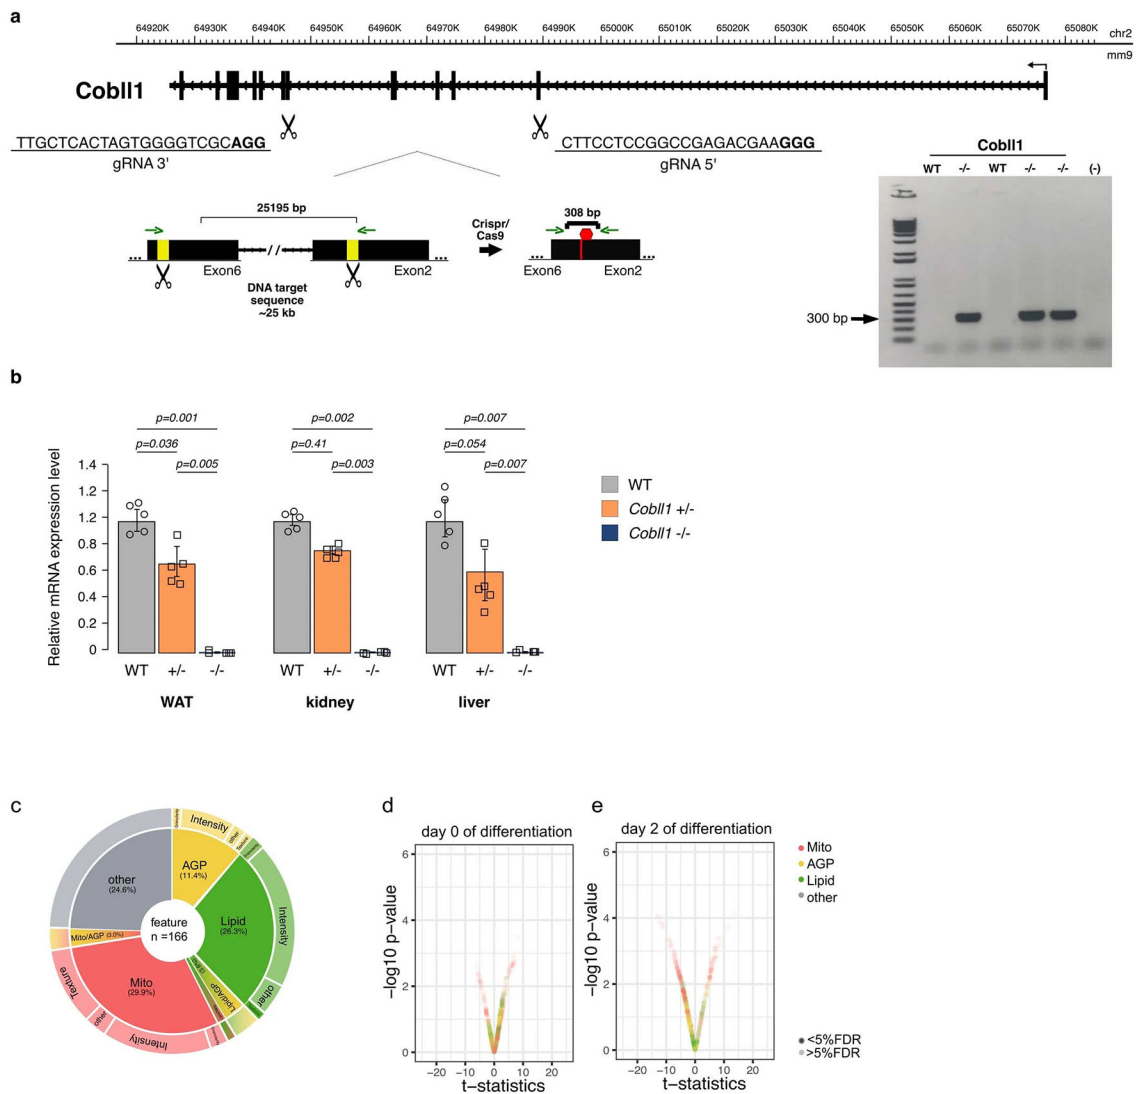 a
64920K 64930K 64940K 64950K 64960K 64970K 64980K 64990K 65000K 65010K 65020K 65030K 65050K 65060K 65070K 65080K chr2
mm9
Cobll1
TTGCTCACTAGTGGGGTCGCAGG
gRNA 3'
CTTCCTCCGGCCGAGACGAAGGG
gRNA 5'
25195 bp
Exon6
Exon2
DNA target
sequence
~25 kb
Crispr/
Cas9
308 bp
Exon6
Exon2
Cobll1
WT -/- WT -/- -/- (-)
300 bp
b
Relative mRNA expression level
1.4
1.2
1.2
0.8
0.6
0.4
0.2
0
p=0.001
p=0.036
p=0.005
p=0.002
p=0.41
p=0.003
p=0.007
p=0.054
p=0.007
WT +/- -/-
WAT
WT +/- -/-
kidney
WT +/- -/-
liver
WT
Cobll1 +/-
Cobll1 -/-
c
feature
n =166
AGP
(11.4%)
Lipid
(26.3%)
Lipid/AGP
Mito
(29.9%)
Mito/AGP (3.0%)
other
(24.6%)
Intensity
other
Intensity
other
Intensity
other
Texture
d
day 0 of differentiation
−log10 p−value
6
4
2
0
−20 −10 0 10 20
t−statistics
e
day 2 of differentiation
−log10 p−value
6
4
2
0
−20 −10 0 10 20
t−statistics
Mito
AGP
Lipid
other
<5%FDR
>5%FDR